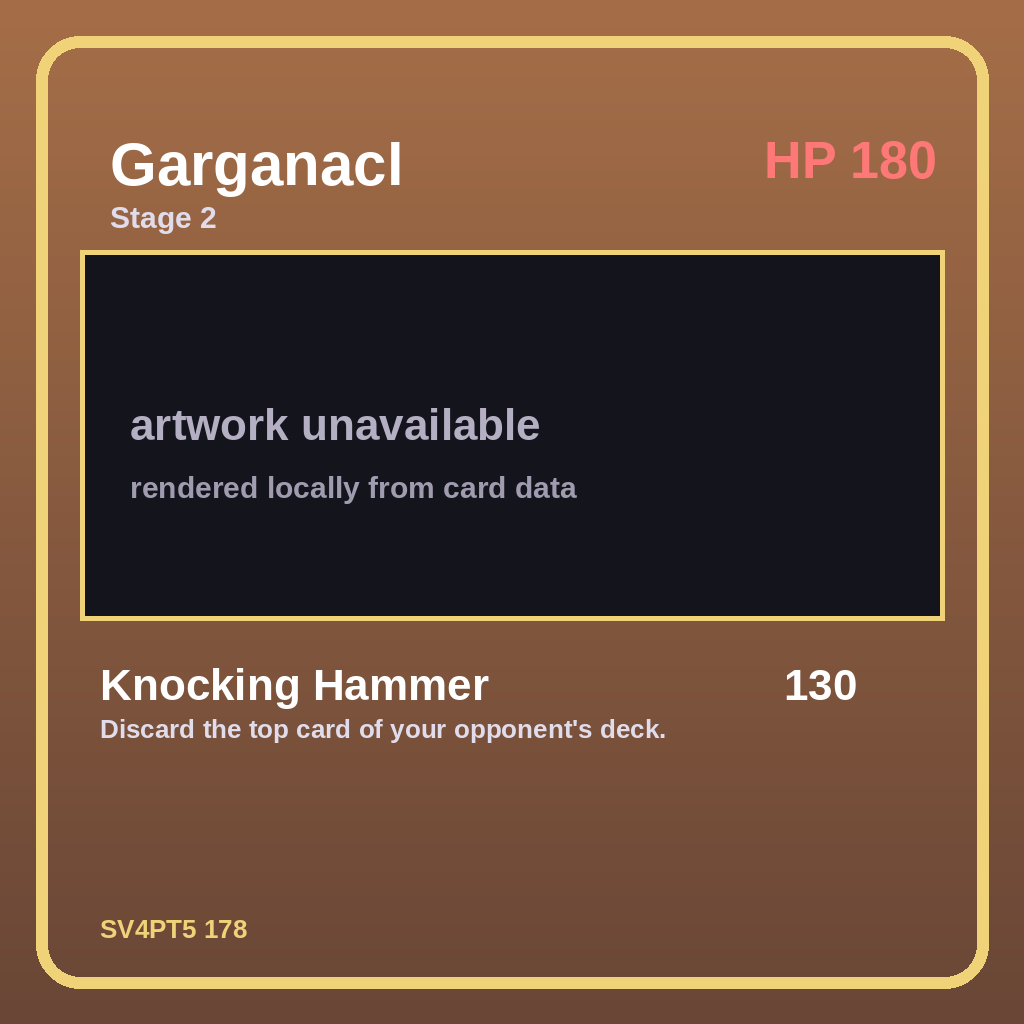 Garganacl
HP 180
Stage 2
artwork unavailable
rendered locally from card data
Knocking Hammer 130
Discard the top card of your opponent's deck.
SV4PT5 178